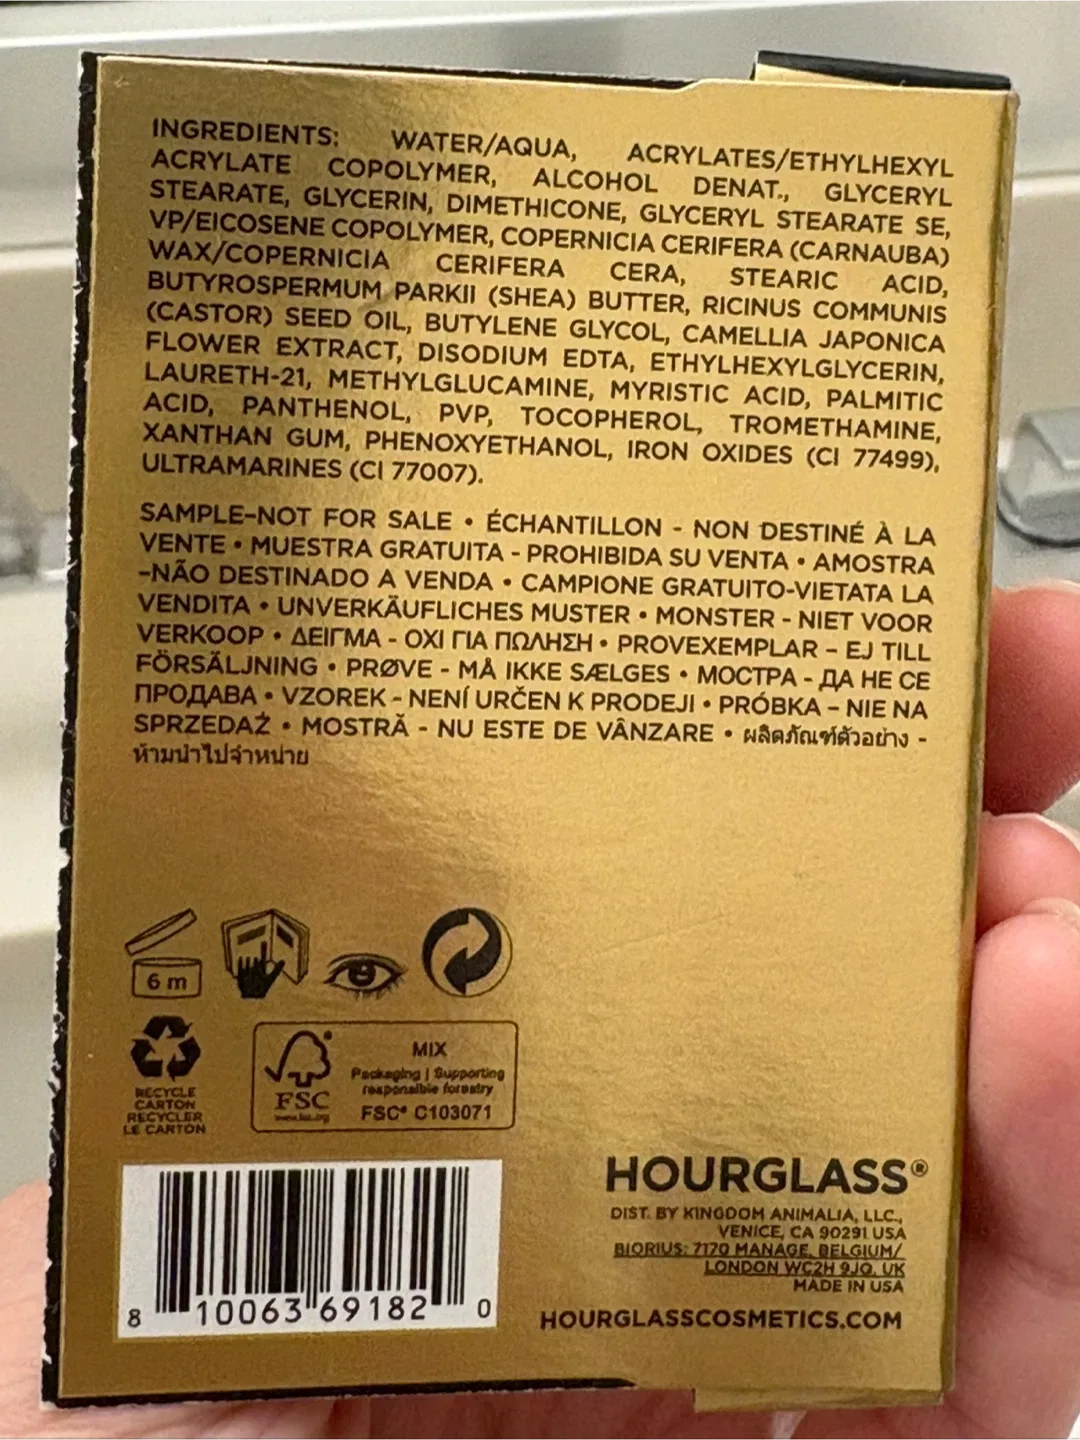 INGREDIENTS: WATER/AQUA, ACRYLATES/ETHYLHEXYL
ACRYLATE COPOLYMER, ALCOHOL DENAT., GLYCERYL
STEARATE, GLYCERIN, DIMETHICONE, GLYCERYL STEARATE SE,
VP/EICOSENE COPOLYMER, COPERNICIA CERIFERA (CARNAUBA)
WAX/COPERNICIA CERIFERA CERA, STEARIC ACID,
BUTYROSPERMUM PARKII (SHEA) BUTTER, RICINUS COMMUNIS
(CASTOR) SEED OIL, BUTYLENE GLYCOL, CAMELLIA JAPONICA
FLOWER EXTRACT, DISODIUM EDTA, ETHYLHEXYLGLYCERIN,
LAURETH-21, METHYLGLUCAMINE, MYRISTIC ACID, PALMITIC
ACID, PANTHENOL, PVP, TOCOPHEROL, TROMETHAMINE,
XANTHAN GUM, PHENOXYETHANOL, IRON OXIDES (CI 77499),
ULTRAMARINES (CI 77007).
SAMPLE–NOT FOR SALE • ÉCHANTILLON - NON DESTINÉ À LA
VENTE • MUESTRA GRATUITA - PROHIBIDA SU VENTA • AMOSTRA
–NÃO DESTINADO A VENDA • CAMPIONE GRATUITO-VIETATA LA
VENDITA • UNVERKÄUFLICHES MUSTER • MONSTER - NIET VOOR
VERKOOP • ΔΕΙΓΜΑ - ΟΧΙ ΓΙΑ ΠΩΛΗΣΗ • PROVEXEMPLAR – EJ TILL
FÖRSÄLJNING • PRØVE - MÅ IKKE SÆLGES • МОСТРА - ДА НЕ СЕ
ПРОДАВА • VZOREK - NENÍ URČEN K PRODEJI • PRÓBKA – NIE NA
SPRZEDAŻ • MOSTRĂ - NU ESTE DE VÂNZARE • ผลิตภัณฑ์ตัวอย่าง -
ห้ามนำไปจำหน่าย
6 m
RECYCLE
CARTON
RECYCLER
LE CARTON
FSC
www.fsc.org
MIX
Packaging | Supporting
responsible forestry
FSC® C103071
8 10063 69182 0
HOURGLASS®
DIST. BY KINGDOM ANIMALIA, LLC.,
VENICE, CA 90291 USA
BIORIUS: 7170 MANAGE, BELGIUM/
LONDON WC2H 9JQ, UK
MADE IN USA
HOURGLASSCOSMETICS.COM